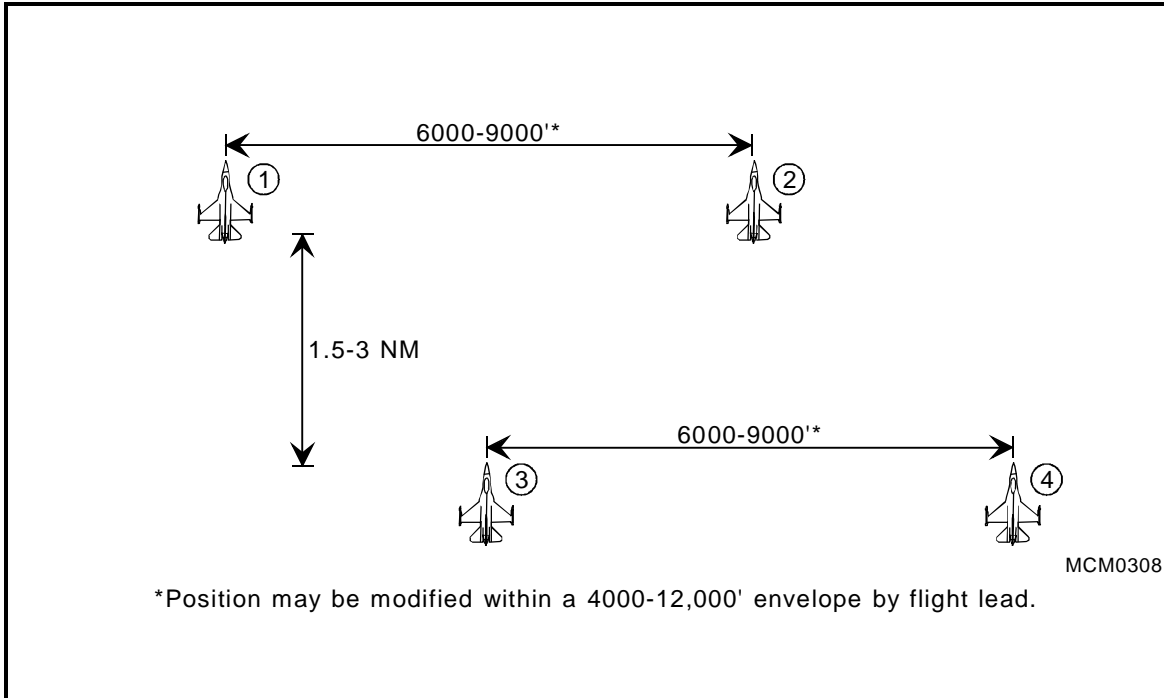 6000-9000'*
1
2
1.5-3 NM
6000-9000'*
3
4
MCM0308
*Position may be modified within a 4000-12,000' envelope by flight lead.